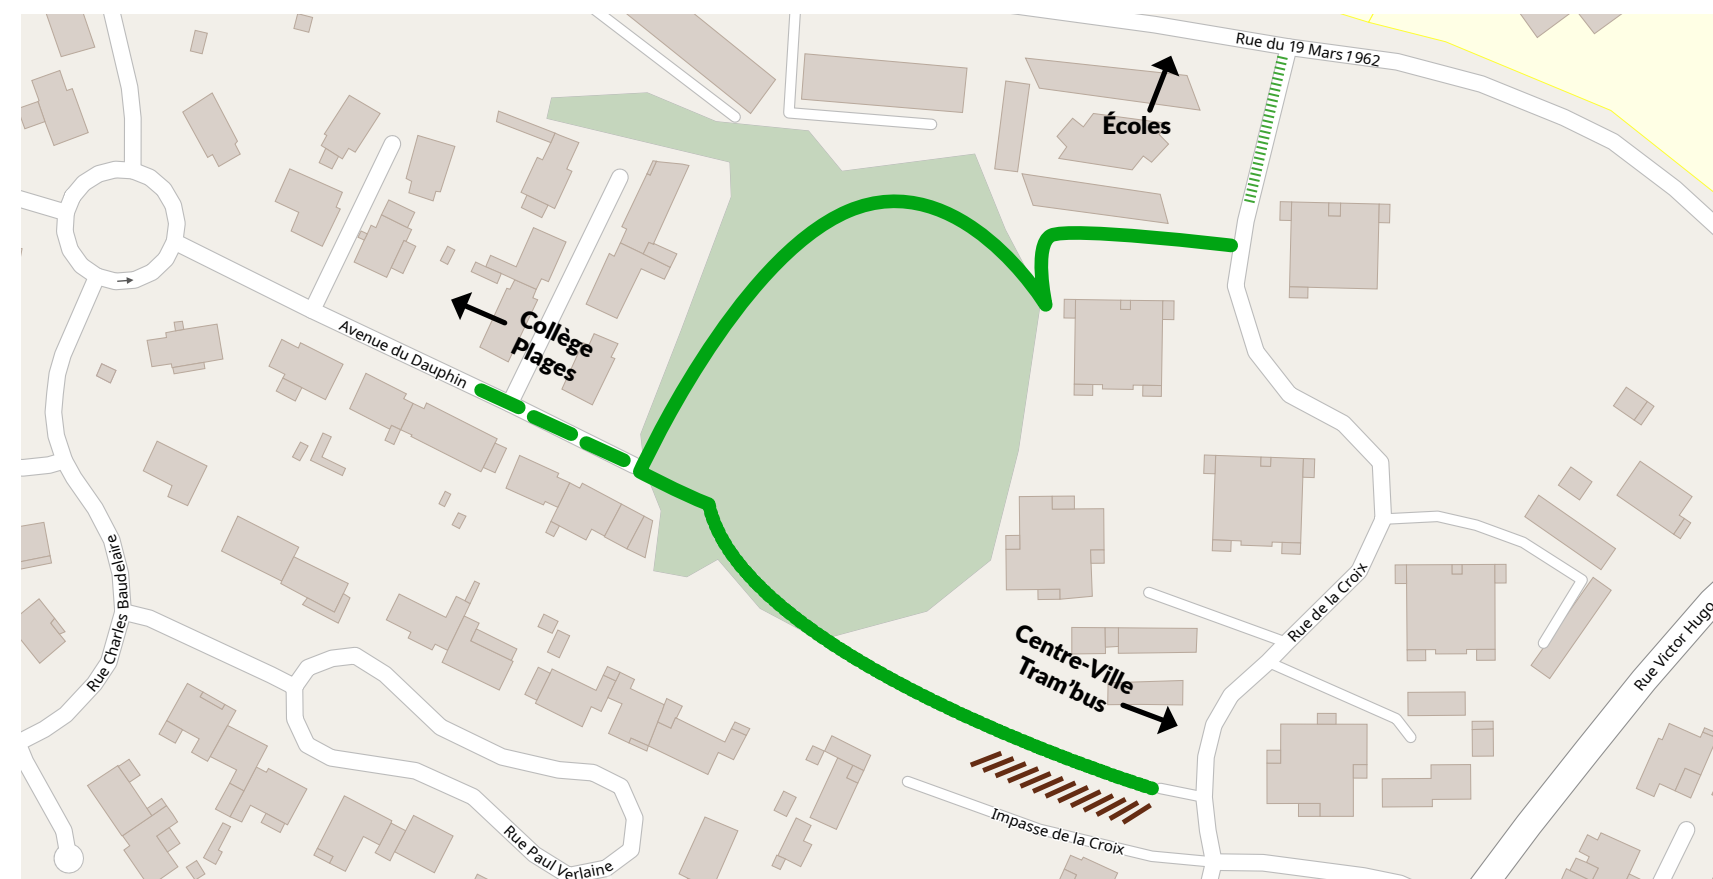 Rue du 19 Mars 1962
Écoles
Collège
Plages
Avenue du Dauphin
Rue Charles Baudelaire
Rue de la Croix
Rue Victor Hugo
Centre-Ville
Tram'bus
Impasse de la Croix
Rue Paul Verlaine